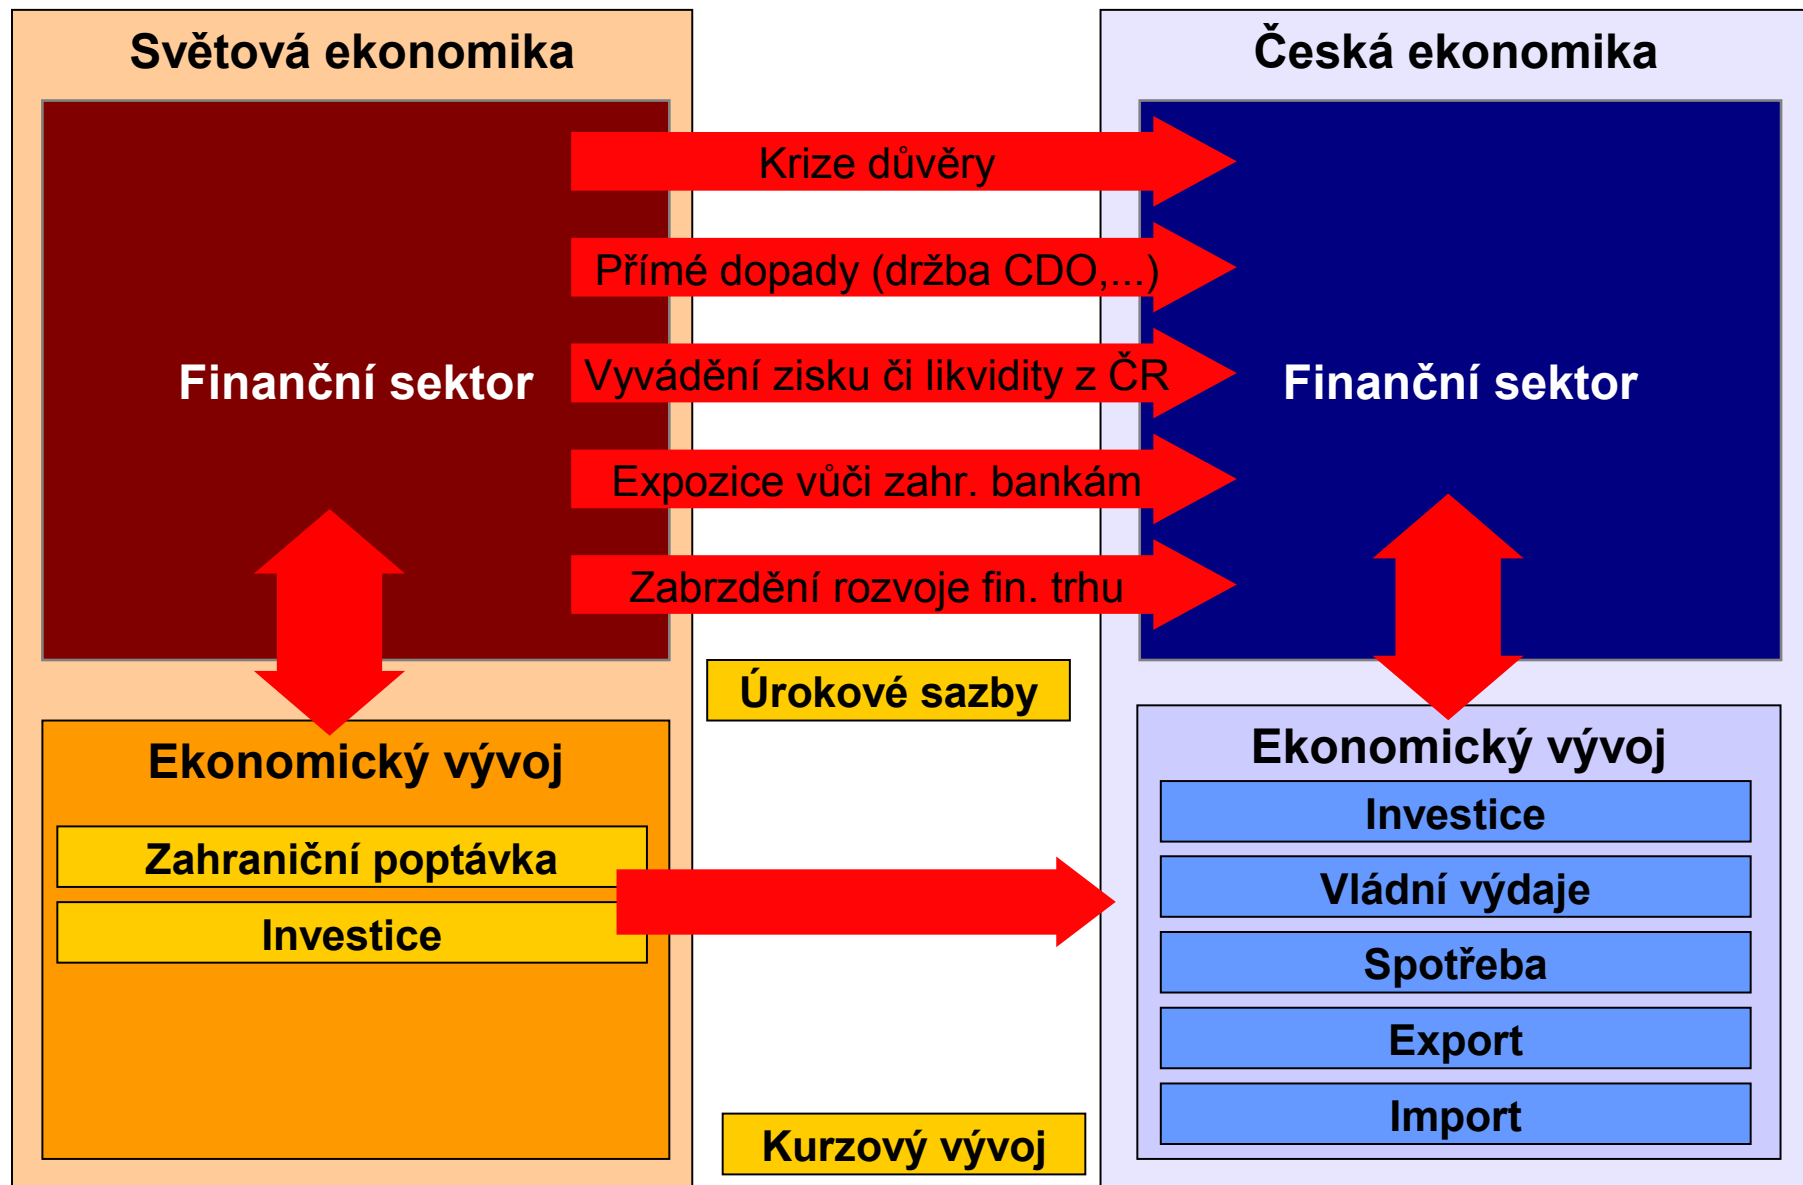 Světová ekonomika
Česká ekonomika
Krize důvěry
Přímé dopady (držba CDO,...)
Finanční sektor
Vyvádění zisku či likvidity z ČR
Finanční sektor
Expozice vůči zahr. bankám
Zabrzdění rozvoje fin. trhu
Úrokové sazby
Ekonomický vývoj
Zahraniční poptávka
Investice
Kurzový vývoj
Ekonomický vývoj
Investice
Vládní výdaje
Spotřeba
Export
Import